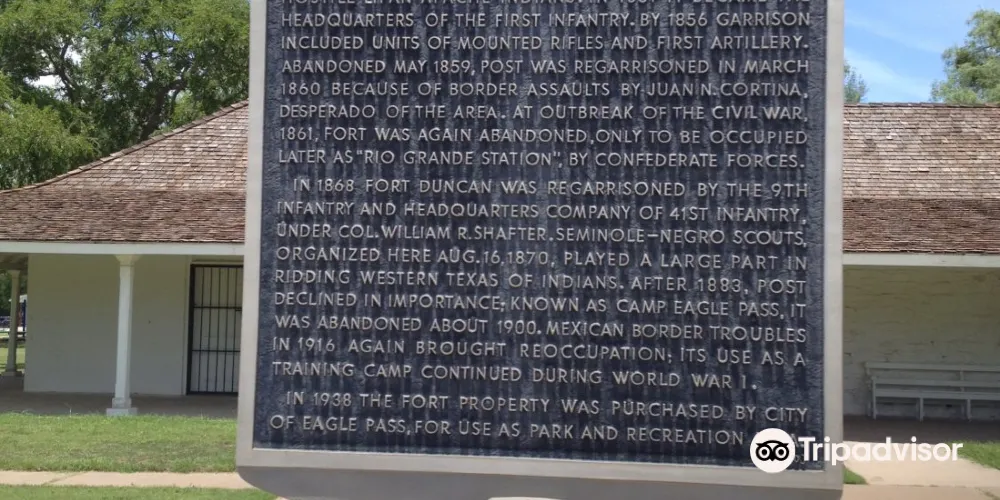 HEADQUARTERS OF THE FIRST INFANTRY. BY 1856 GARRISON
INCLUDED UNITS OF MOUNTED RIFLES AND FIRST ARTILLERY.
ABANDONED MAY 1859, POST WAS REGARRISONED IN MARCH
1860 BECAUSE OF BORDER ASSAULTS BY JUAN N. CORTINA,
DESPERADO OF THE AREA. AT OUTBREAK OF THE CIVIL WAR,
1861, FORT WAS AGAIN ABANDONED, ONLY TO BE OCCUPIED
LATER AS "RIO GRANDE STATION", BY CONFEDERATE FORCES.
IN 1868 FORT DUNCAN WAS REGARRISONED BY THE 9TH
INFANTRY AND HEADQUARTERS COMPANY OF 41ST INFANTRY,
UNDER COL. WILLIAM R. SHAFTER. SEMINOLE-NEGRO SCOUTS,
ORGANIZED HERE AUG. 16, 1870, PLAYED A LARGE PART IN
RIDDING WESTERN TEXAS OF INDIANS. AFTER 1883, POST
DECLINED IN IMPORTANCE; KNOWN AS CAMP EAGLE PASS, IT
WAS ABANDONED ABOUT 1900. MEXICAN BORDER TROUBLES
IN 1916 AGAIN BROUGHT REOCCUPATION; ITS USE AS A
TRAINING CAMP CONTINUED DURING WORLD WAR I.
IN 1938 THE FORT PROPERTY WAS PURCHASED BY CITY
OF EAGLE PASS, FOR USE AS PARK AND RECREATION
Tripadvisor